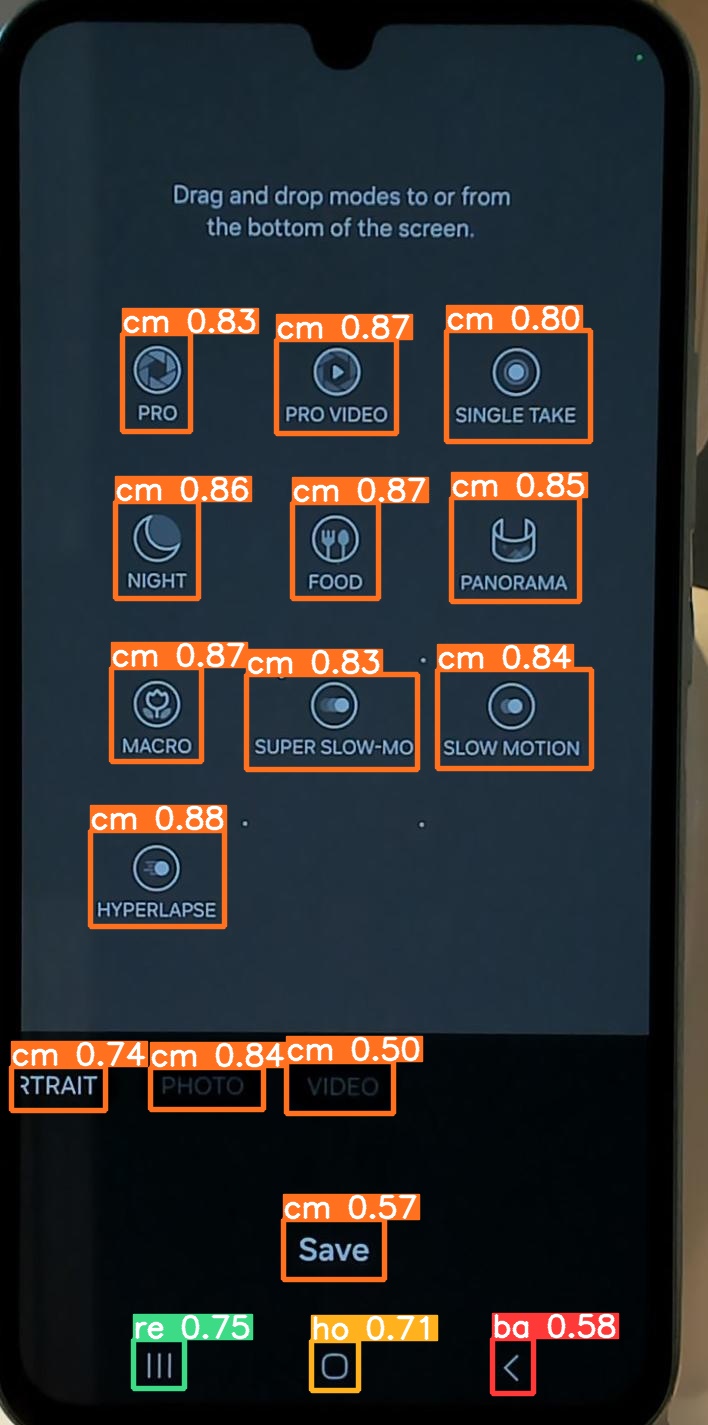 Drag and drop modes to or from
the bottom of the screen.
cm 0.83 cm 0.87 cm 0.80
PRO PRO VIDEO SINGLE TAKE
cm 0.86 cm 0.87 cm 0.85
NIGHT FOOD PANORAMA
cm 0.87 cm 0.83 cm 0.84
MACRO SUPER SLOW-MO SLOW MOTION
cm 0.88
HYPERLAPSE
cm 0.74 cm 0.84 cm 0.50
RTRAIT PHOTO VIDEO
cm 0.57
Save
re 0.75 ho 0.71 ba 0.58